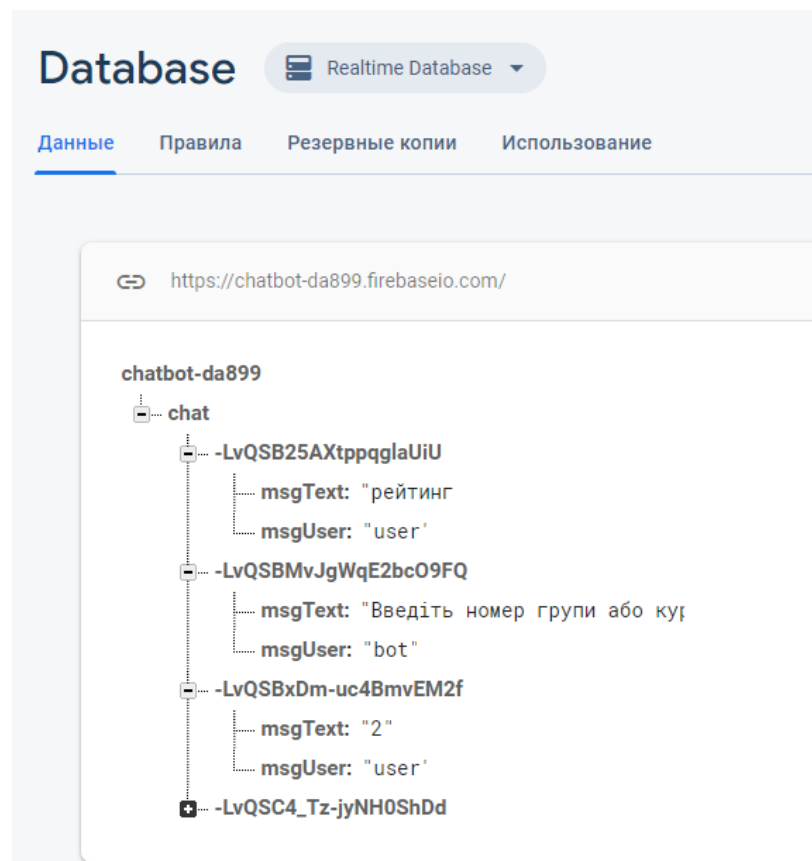 Database Realtime Database
Данные Правила Резервные копии Использование
https://chatbot-da899.firebaseio.com/
chatbot-da899
chat
-LvQSB25AXtppqglaUiU
msgText: "рейтинг
msgUser: "user'
-LvQSBMvJgWqE2bcO9FQ
msgText: "Введіть номер групи або кур
msgUser: "bot"
-LvQSBxDm-uc4BmvEM2f
msgText: "2"
msgUser: "user'
-LvQSC4_Tz-jyNH0ShDd